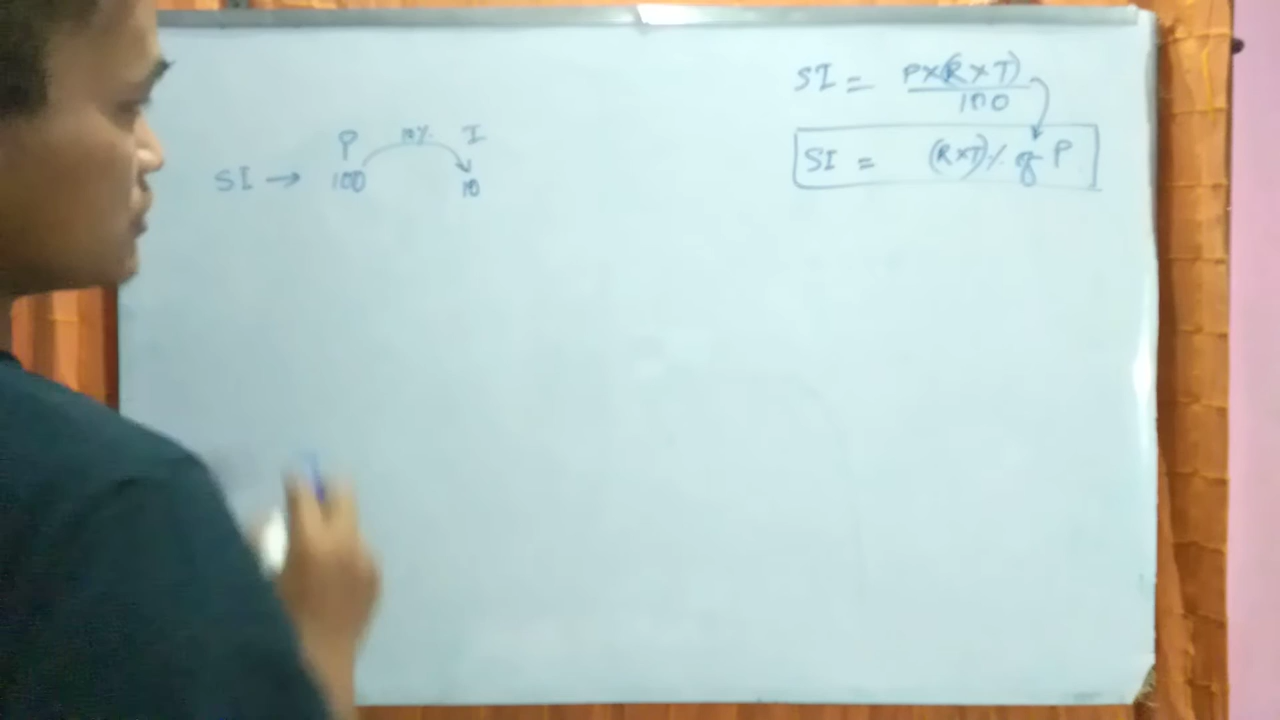 SI = P×(R×T)
100
SI = (R×T)% of P
P 10% I
SI → 100 10